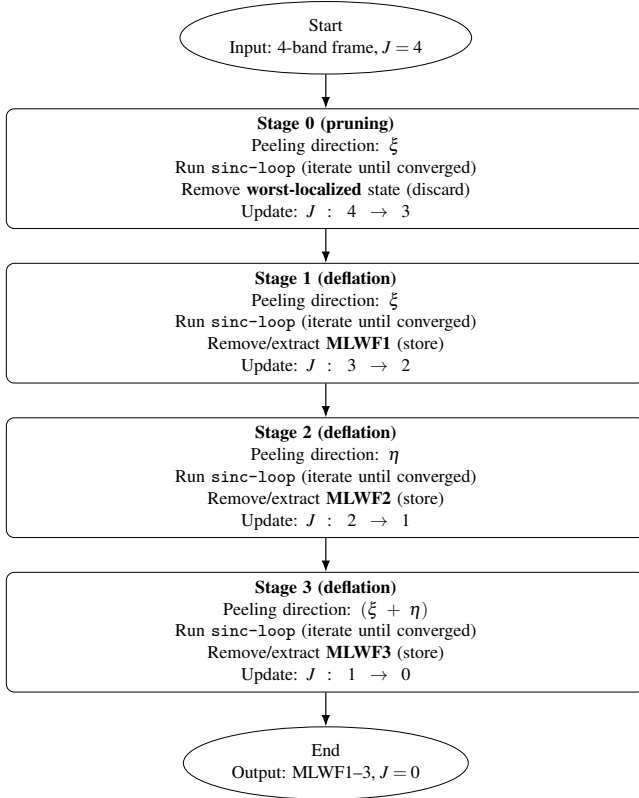 Start
Input: 4-band frame, J = 4
Stage 0 (pruning)
Peeling direction: ξ
Run sinc-loop (iterate until converged)
Remove worst-localized state (discard)
Update: J : 4 → 3
Stage 1 (deflation)
Peeling direction: ξ
Run sinc-loop (iterate until converged)
Remove/extract MLWF1 (store)
Update: J : 3 → 2
Stage 2 (deflation)
Peeling direction: η
Run sinc-loop (iterate until converged)
Remove/extract MLWF2 (store)
Update: J : 2 → 1
Stage 3 (deflation)
Peeling direction: (ξ + η)
Run sinc-loop (iterate until converged)
Remove/extract MLWF3 (store)
Update: J : 1 → 0
End
Output: MLWF1–3, J = 0